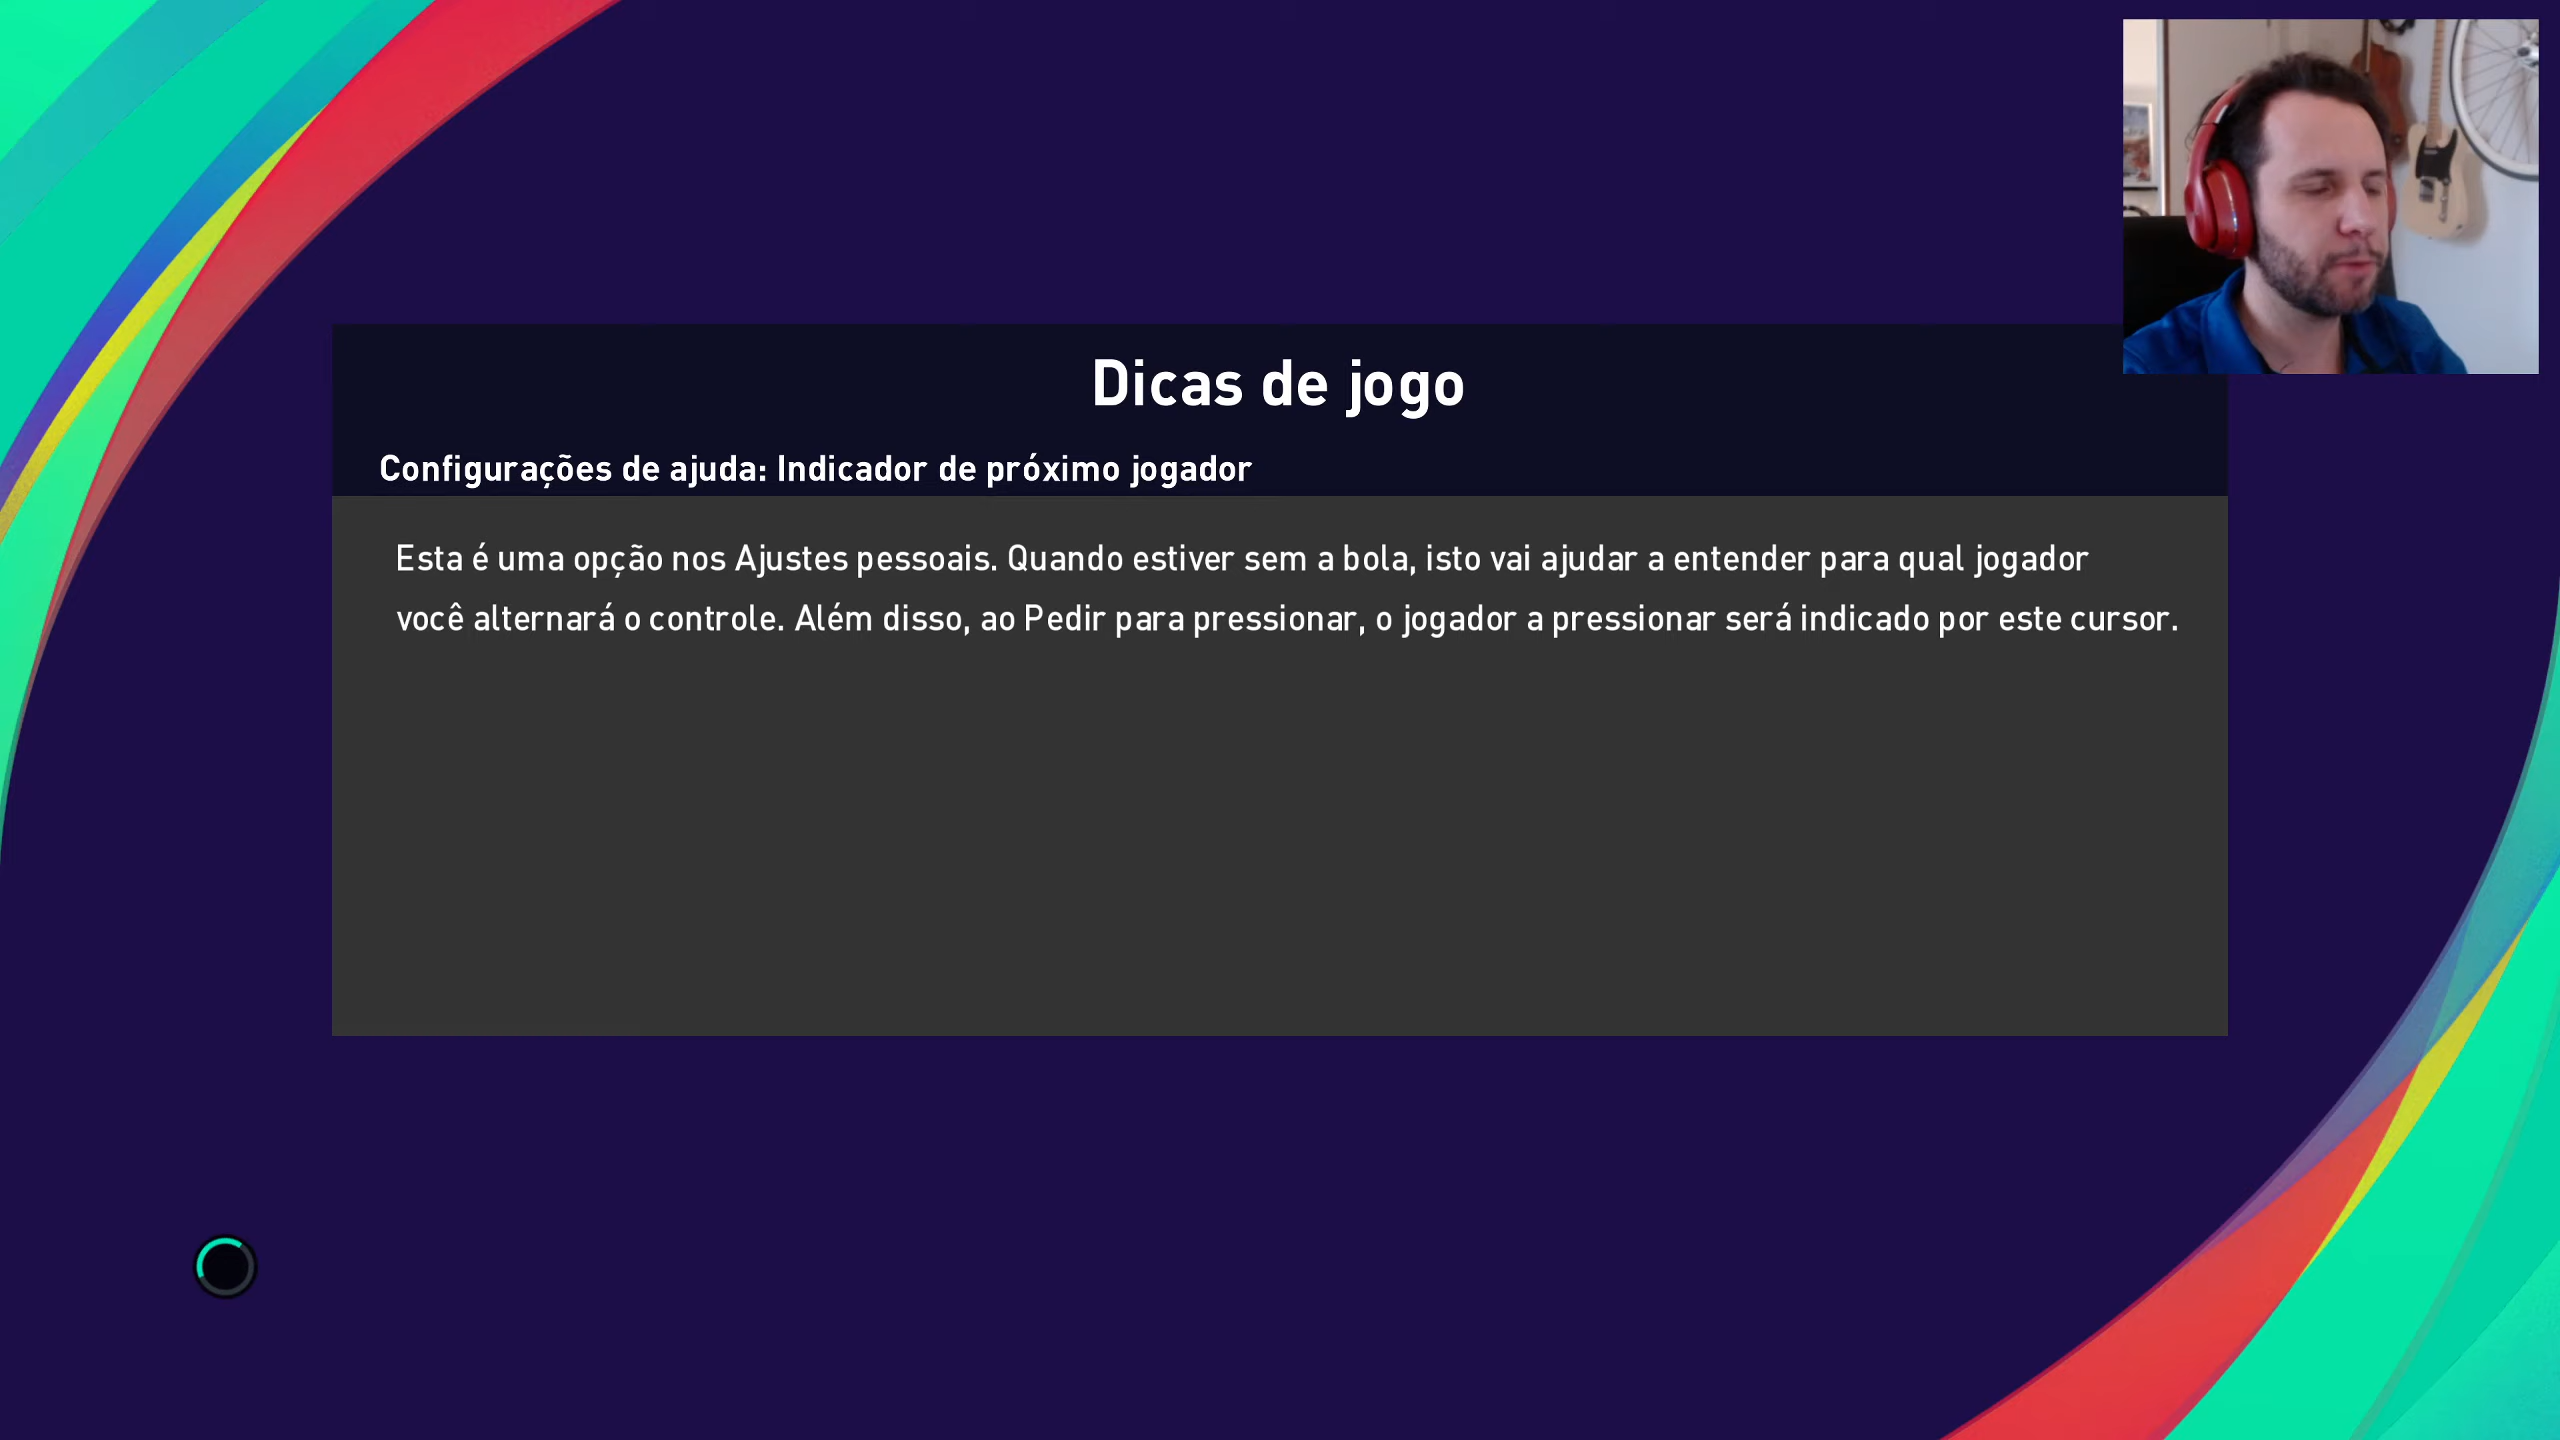 Dicas de jogo
Configurações de ajuda: Indicador de próximo jogador
Esta é uma opção nos Ajustes pessoais. Quando estiver sem a bola, isto vai ajudar a entender para qual jogador
você alternará o controle. Além disso, ao Pedir para pressionar, o jogador a pressionar será indicado por este cursor.